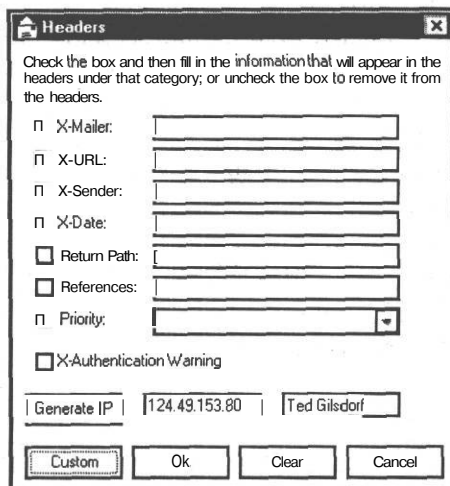 Headers
Check the box and then fill in the information that will appear in the
headers under that category; or uncheck the box to remove it from
the headers.
X-Mailer:
X-URL:
X-Sender:
X-Date:
Return Path:
References:
Priority:
X-Authentication Warning
Generate IP 124.49.153.80 Ted Gilsdorf
Custom Ok Clear Cancel